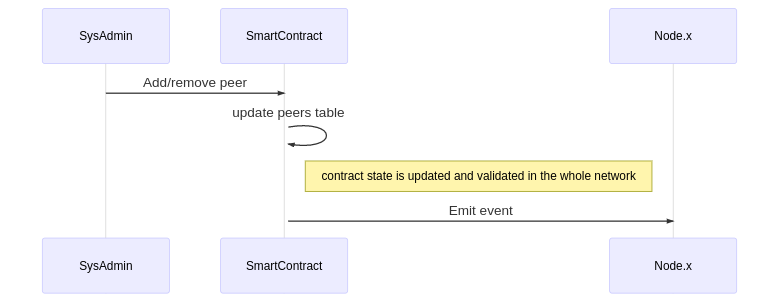 SysAdmin
SmartContract
Node.x
Add/remove peer
update peers table
contract state is updated and validated in the whole network
Emit event
SysAdmin
SmartContract
Node.x